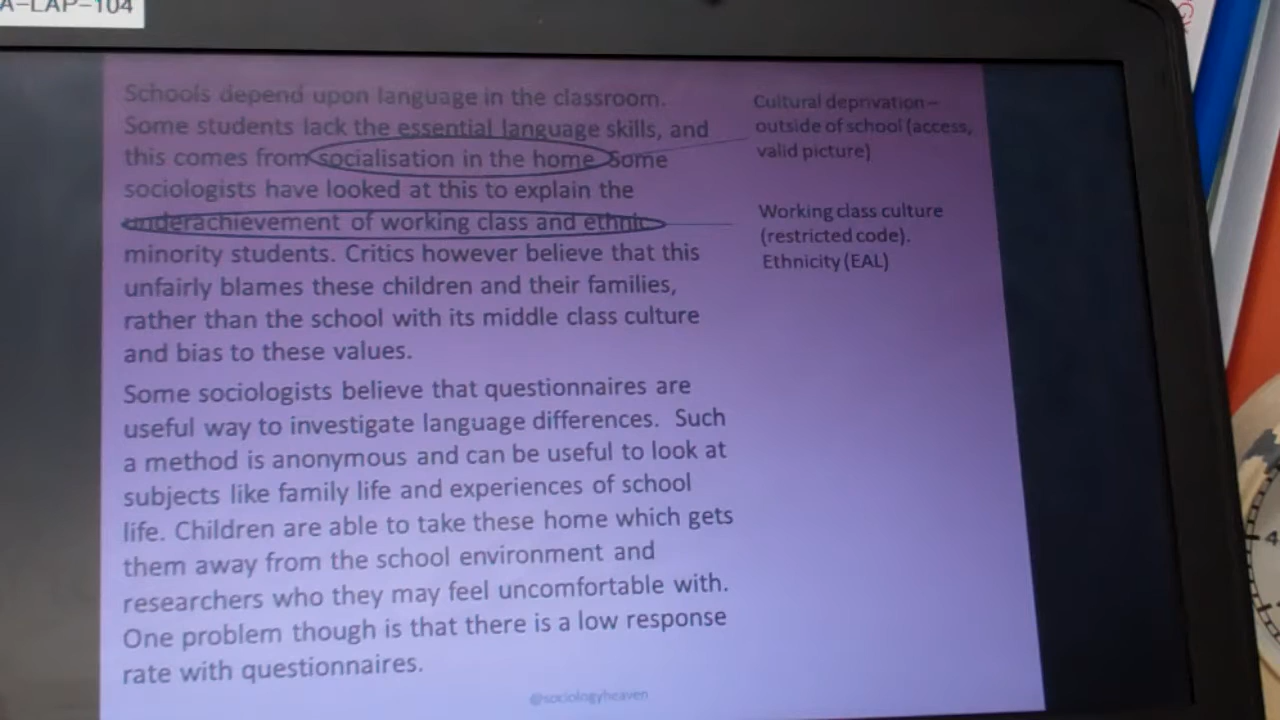 A-LAP-104
Schools depend upon language in the classroom.
Some students lack the essential language skills, and
this comes from socialisation in the home Some
sociologists have looked at this to explain the
underachievement of working class and ethnic
minority students. Critics however believe that this
unfairly blames these children and their families,
rather than the school with its middle class culture
and bias to these values.
Some sociologists believe that questionnaires are
useful way to investigate language differences. Such
a method is anonymous and can be useful to look at
subjects like family life and experiences of school
life. Children are able to take these home which gets
them away from the school environment and
researchers who they may feel uncomfortable with.
One problem though is that there is a low response
rate with questionnaires.
Cultural deprivation–
outside of school (access,
valid picture)
Working class culture
(restricted code).
Ethnicity (EAL)
@sociologyheaven
4